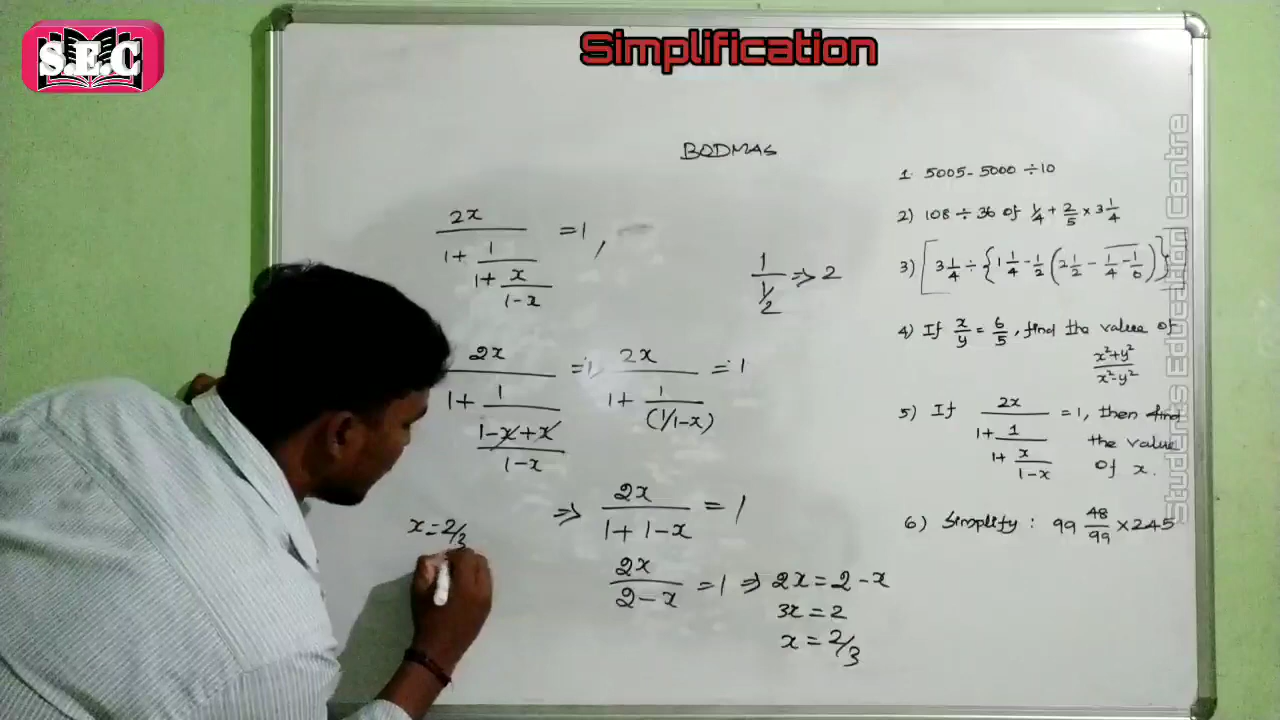 S.E.C
Simplification
BODMAS
2x / (1 + 1/(1 + x/(1-x))) = 1,
1 / (1/2) => 2
2x / (1 + 1/((1-x+x)/(1-x))) = 1, 2x / (1 + 1/(1/1-x)) = 1
=> 2x / (1+1-x) = 1
2x / (2-x) = 1 => 2x = 2-x
3x = 2
x = 2/3
x = 2/3
1. 5005 - 5000 ÷ 10
2) 108 ÷ 36 of 1/4 + 2/5 × 3 1/4
3) [3 1/4 ÷ {1 1/4 - 1/2 (2 1/2 - 1/4 - 1/6)}]
4) If x/y = 6/5, find the value of
(x²+y²) / (x²-y²)
5) If 2x / (1 + 1/(1 + x/(1-x))) = 1, then find
the value
of x.
6) Simplify: 99 48/99 × 245
Students Education Centre